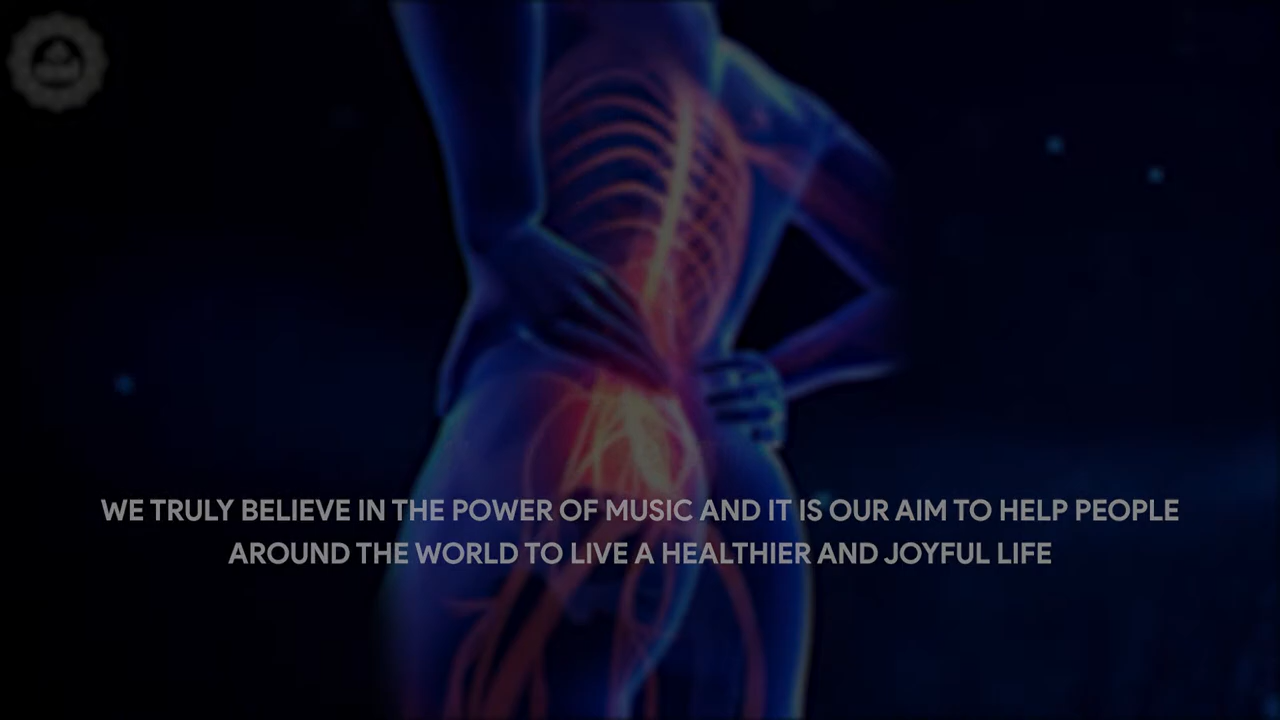 WE TRULY BELIEVE IN THE POWER OF MUSIC AND IT IS OUR AIM TO HELP PEOPLE
AROUND THE WORLD TO LIVE A HEALTHIER AND JOYFUL LIFE